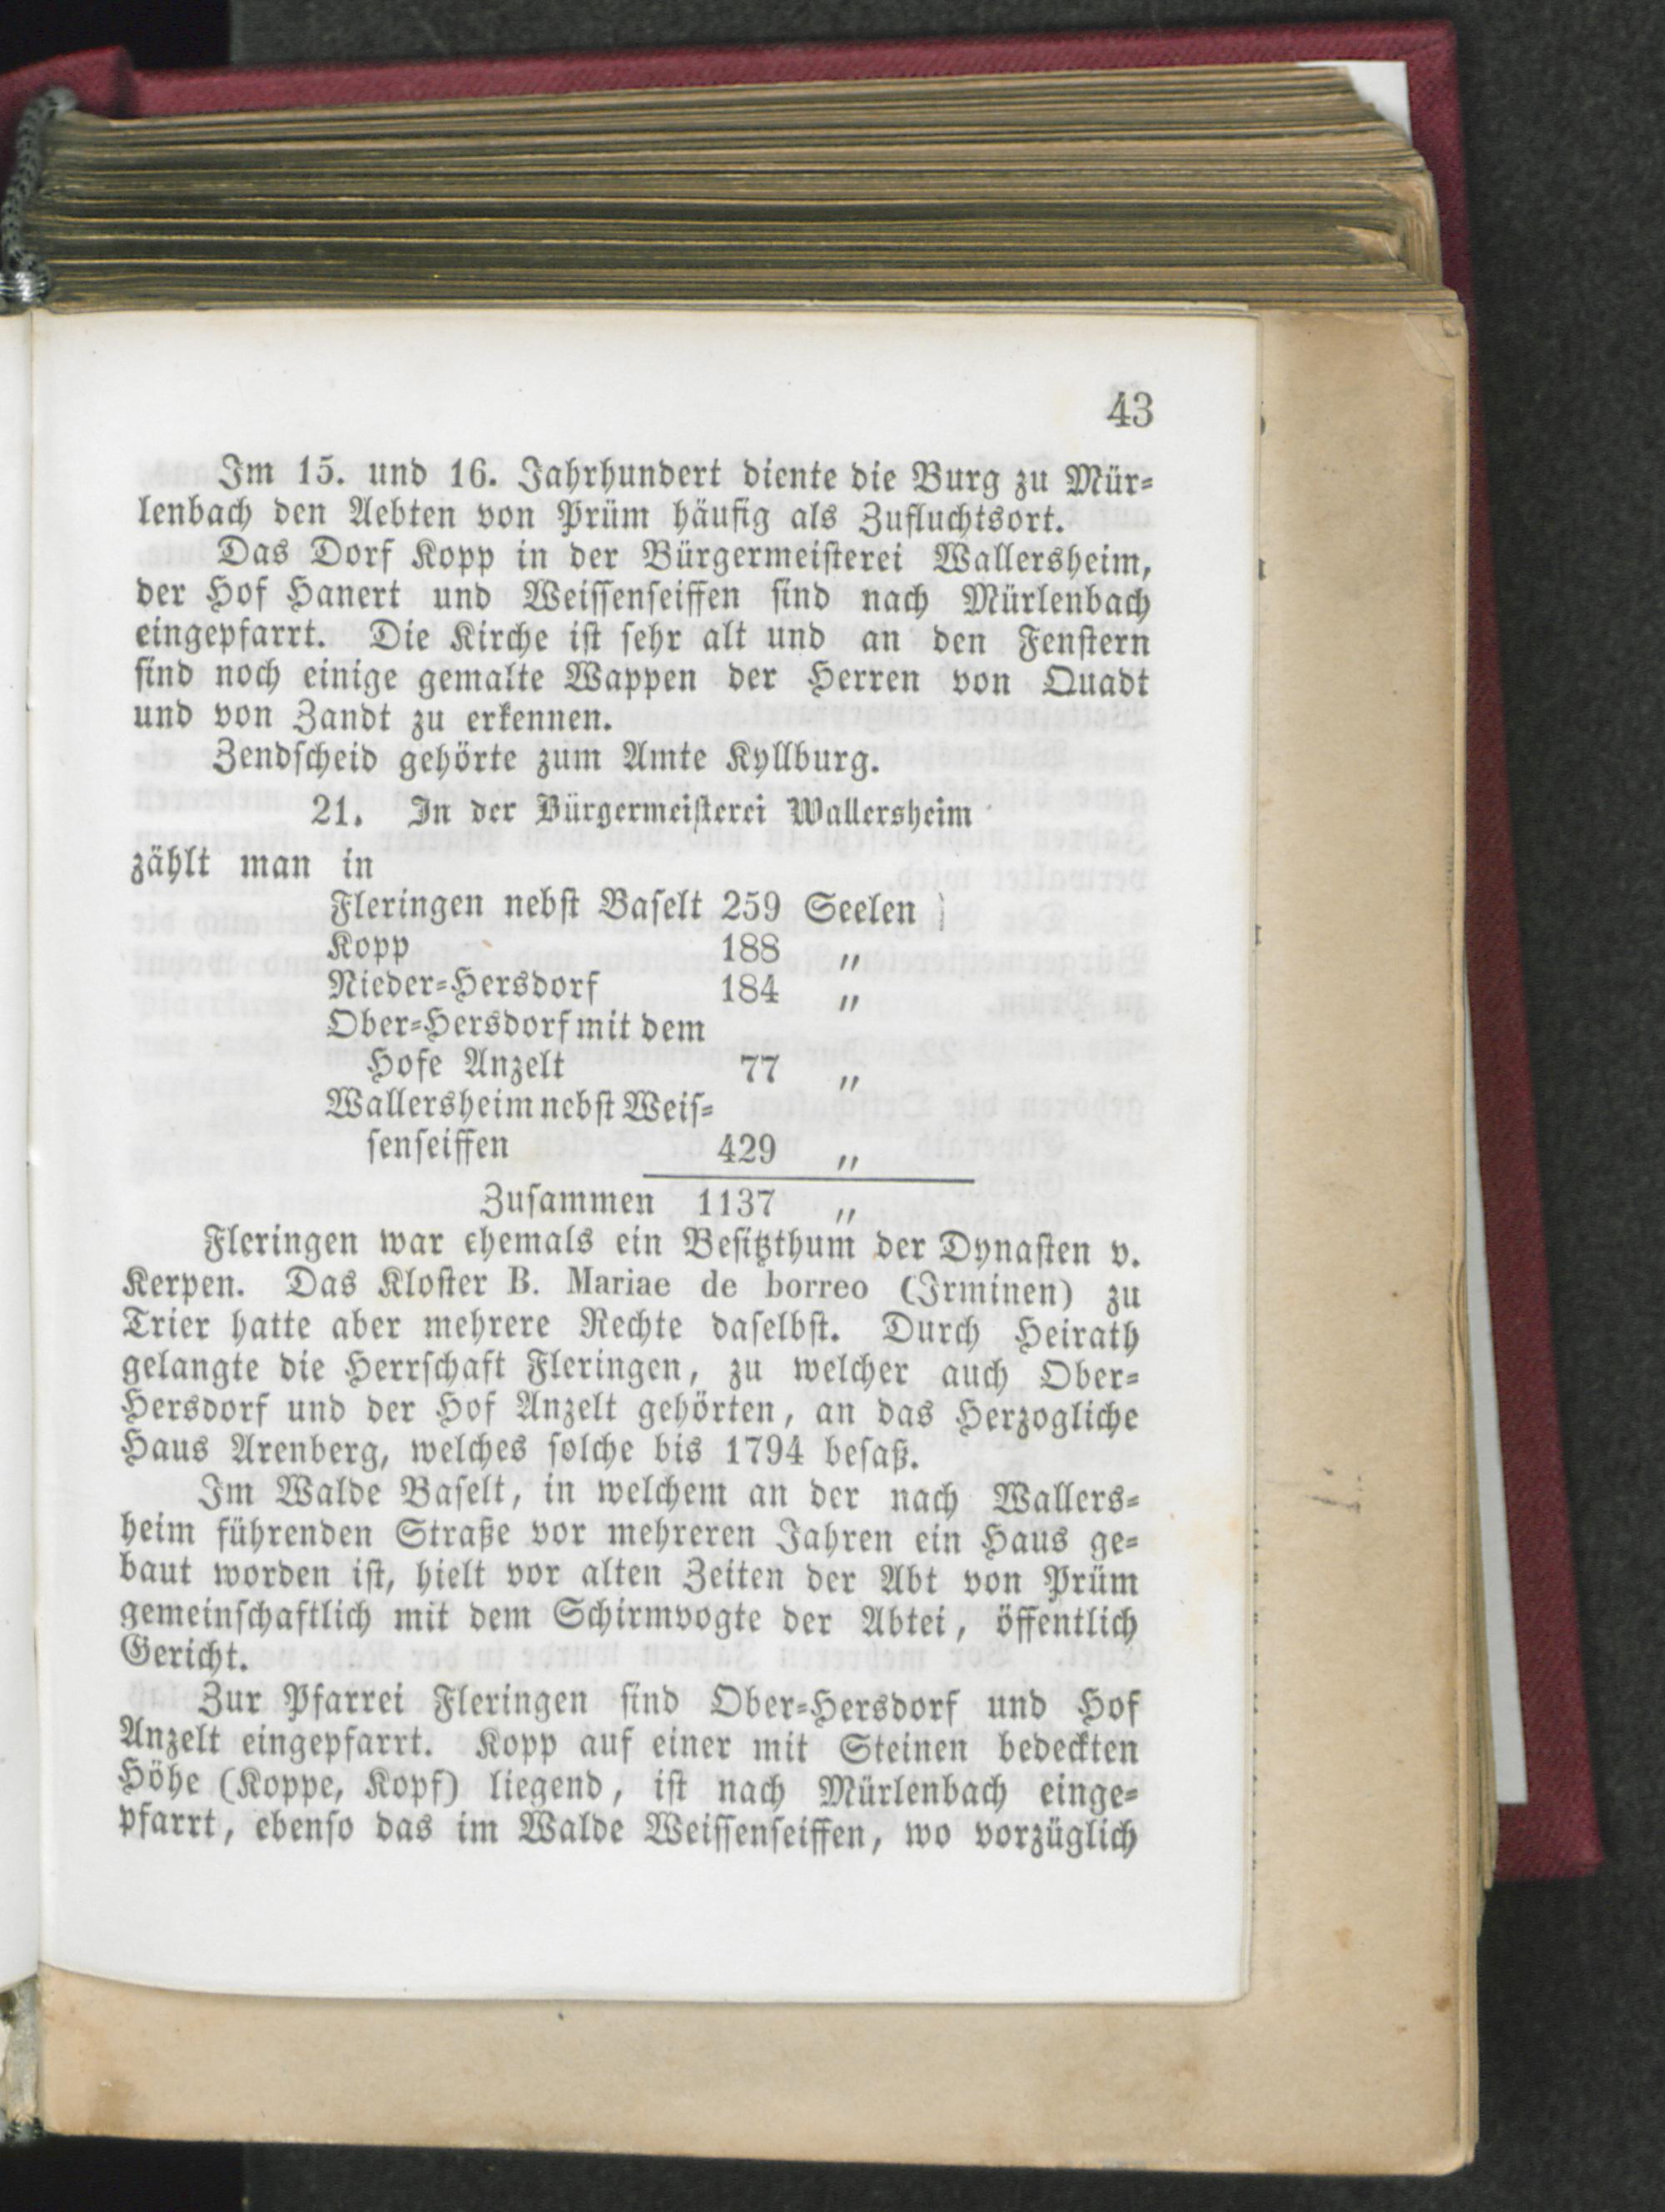 43
Im 15. und 16. Jahrhundert diente die Burg zu Mür-
lenbach den Aebten von Prüm häufig als Zufluchtsort.
Das Dorf Kopp in der Bürgermeisterei Wallersheim,
der Hof Hanert und Weissenseiffen sind nach Mürlenbach
eingepfarrt. Die Kirche ist sehr alt und an den Fenstern
sind noch einige gemalte Wappen der Herren von Quadt
und von Zandt zu erkennen.
Zendscheid gehörte zum Amte Kyllburg.
21. In der Bürgermeisterei Wallersheim
zählt man in
Fleringen nebst Baselt 259 Seelen
Kopp 188 "
Nieder-Hersdorf 184 "
Ober-Hersdorf mit dem
Hofe Anzelt 77 "
Wallersheim nebst Weis-
senseiffen 429 "
Zusammen 1137 "
Fleringen war ehemals ein Besitzthum der Dynasten v.
Kerpen. Das Kloster B. Mariae de borreo (Irminen) zu
Trier hatte aber mehrere Rechte daselbst. Durch Heirath
gelangte die Herrschaft Fleringen, zu welcher auch Ober-
Hersdorf und der Hof Anzelt gehörten, an das Herzogliche
Haus Arenberg, welches solche bis 1794 besaß.
Im Walde Baselt, in welchem an der nach Wallers-
heim führenden Straße vor mehreren Jahren ein Haus ge-
baut worden ist, hielt vor alten Zeiten der Abt von Prüm
gemeinschaftlich mit dem Schirmvogte der Abtei, öffentlich
Gericht.
Zur Pfarrei Fleringen sind Ober-Hersdorf und Hof
Anzelt eingepfarrt. Kopp auf einer mit Steinen bedeckten
Höhe (Koppe, Kopf) liegend, ist nach Mürlenbach einge-
pfarrt, ebenso das im Walde Weissenseiffen, wo vorzüglich